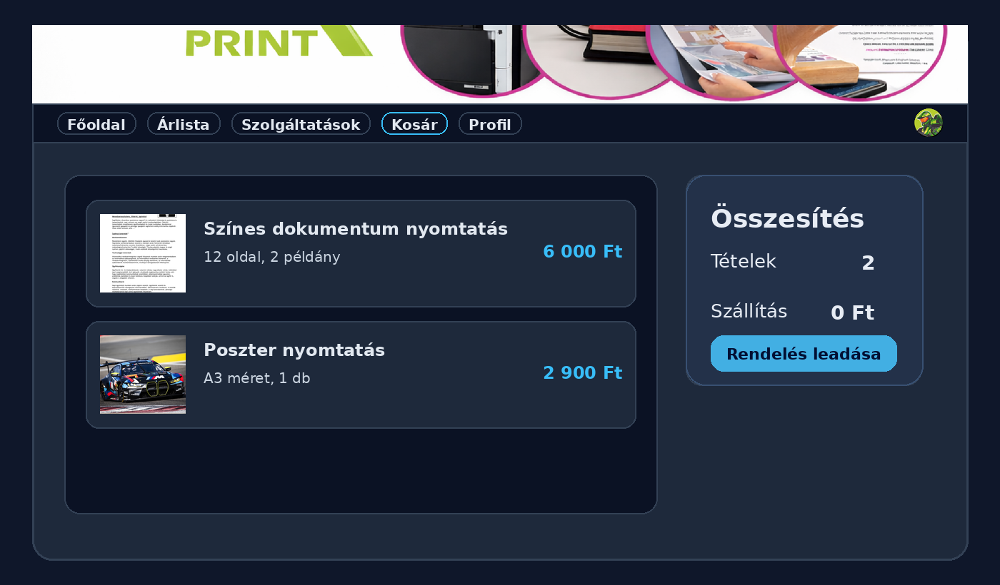 PRINT
Főoldal
Árlista
Szolgáltatások
Kosár
Profil
Színes dokumentum nyomtatás
12 oldal, 2 példány
6 000 Ft
Poszter nyomtatás
A3 méret, 1 db
2 900 Ft
Összesítés
Tételek 2
Szállítás 0 Ft
Rendelés leadása